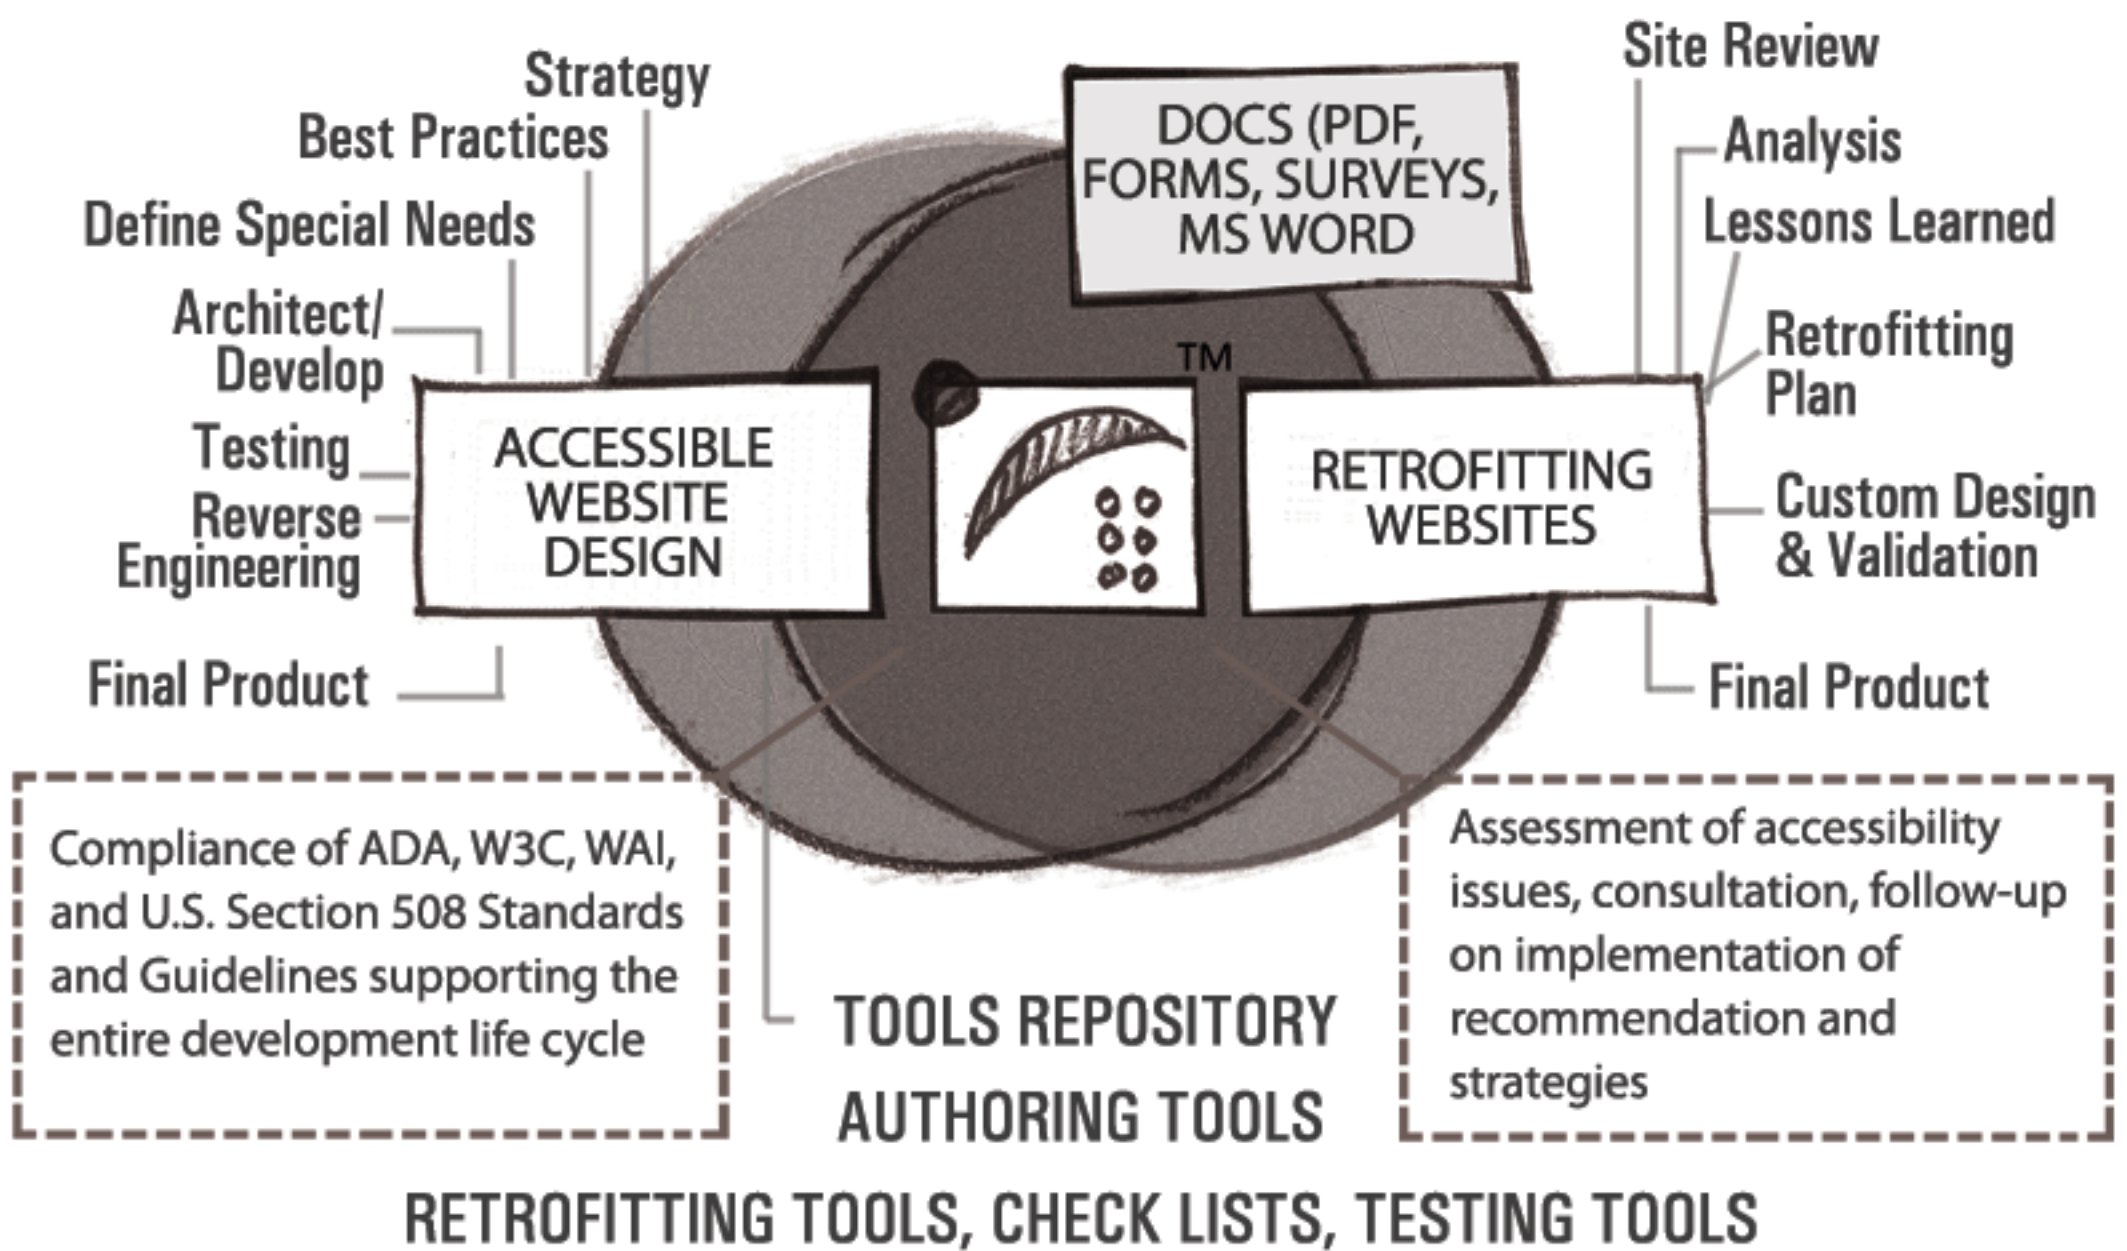 Strategy
Best Practices
Define Special Needs
Architect/
Develop
Testing
Reverse
Engineering
Final Product
ACCESSIBLE
WEBSITE
DESIGN
DOCS (PDF,
FORMS, SURVEYS,
MS WORD
TM
RETROFITTING
WEBSITES
Site Review
Analysis
Lessons Learned
Retrofitting
Plan
Custom Design
& Validation
Final Product
Compliance of ADA, W3C, WAI,
and U.S. Section 508 Standards
and Guidelines supporting the
entire development life cycle
Assessment of accessibility
issues, consultation, follow-up
on implementation of
recommendation and
strategies
TOOLS REPOSITORY
AUTHORING TOOLS
RETROFITTING TOOLS, CHECK LISTS, TESTING TOOLS